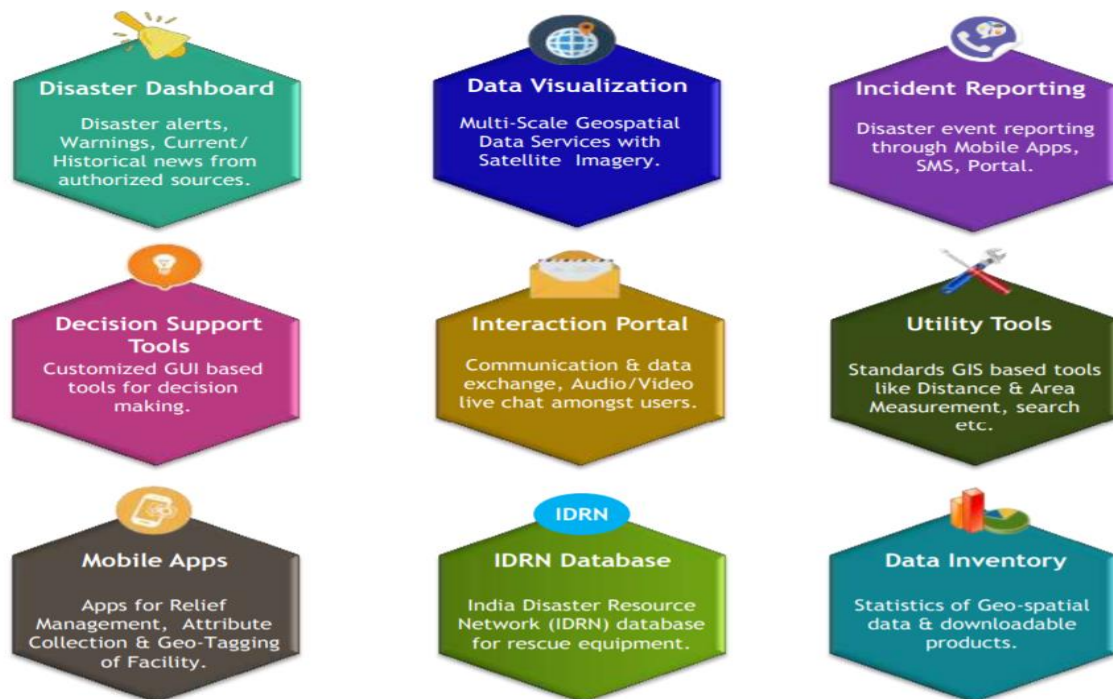 Disaster Dashboard
Disaster alerts,
Warnings, Current/
Historical news from
authorized sources.
Data Visualization
Multi-Scale Geospatial
Data Services with
Satellite Imagery.
Incident Reporting
Disaster event reporting
through Mobile Apps,
SMS, Portal.
Decision Support
Tools
Customized GUI based
tools for decision
making.
Interaction Portal
Communication & data
exchange, Audio/Video
live chat amongst users.
Utility Tools
Standards GIS based tools
like Distance & Area
Measurement, search
etc.
Mobile Apps
Apps for Relief
Management, Attribute
Collection & Geo-Tagging
of Facility.
IDRN
IDRN Database
India Disaster Resource
Network (IDRN) database
for rescue equipment.
Data Inventory
Statistics of Geo-spatial
data & downloadable
products.